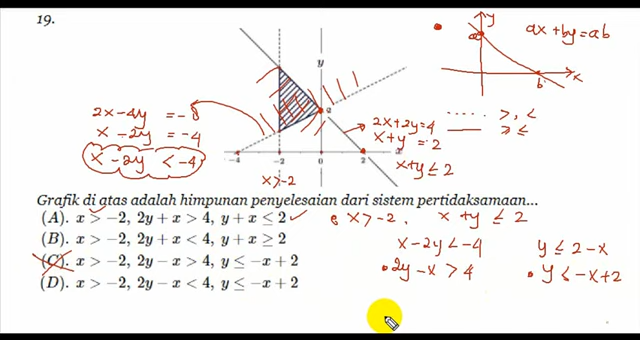 19.
y
a
ax + by = ab
b
x
....... >, <
—— ≥ ≤
2x - 4y = -8
x - 2y = -4
x - 2y < -4
y
2
2x + 2y = 4
x + y = 2
x + y ≤ 2
-4 -2 0 2 x
x > -2
Grafik di atas adalah himpunan penyelesaian dari sistem pertidaksamaan...
(A). x > −2, 2y + x > 4, y + x ≤ 2
(B). x > −2, 2y + x < 4, y + x ≥ 2
(C). x > −2, 2y − x > 4, y ≤ −x + 2
(D). x > −2, 2y − x < 4, y ≤ −x + 2
x > -2, x + y ≤ 2
x - 2y < -4 y ≤ 2 - x
2y - x > 4 y ≤ -x + 2